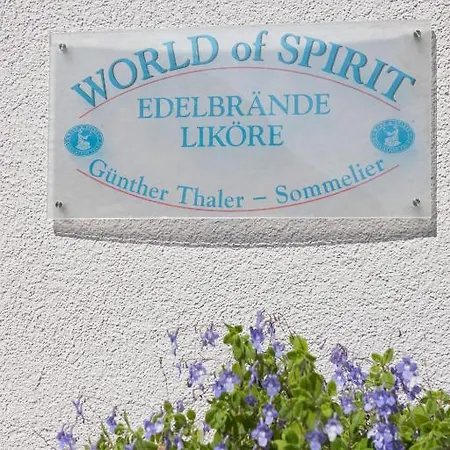 WORLD of SPIRIT
EDELBRÄNDE
LIKÖRE
Günther Thaler – Sommelier